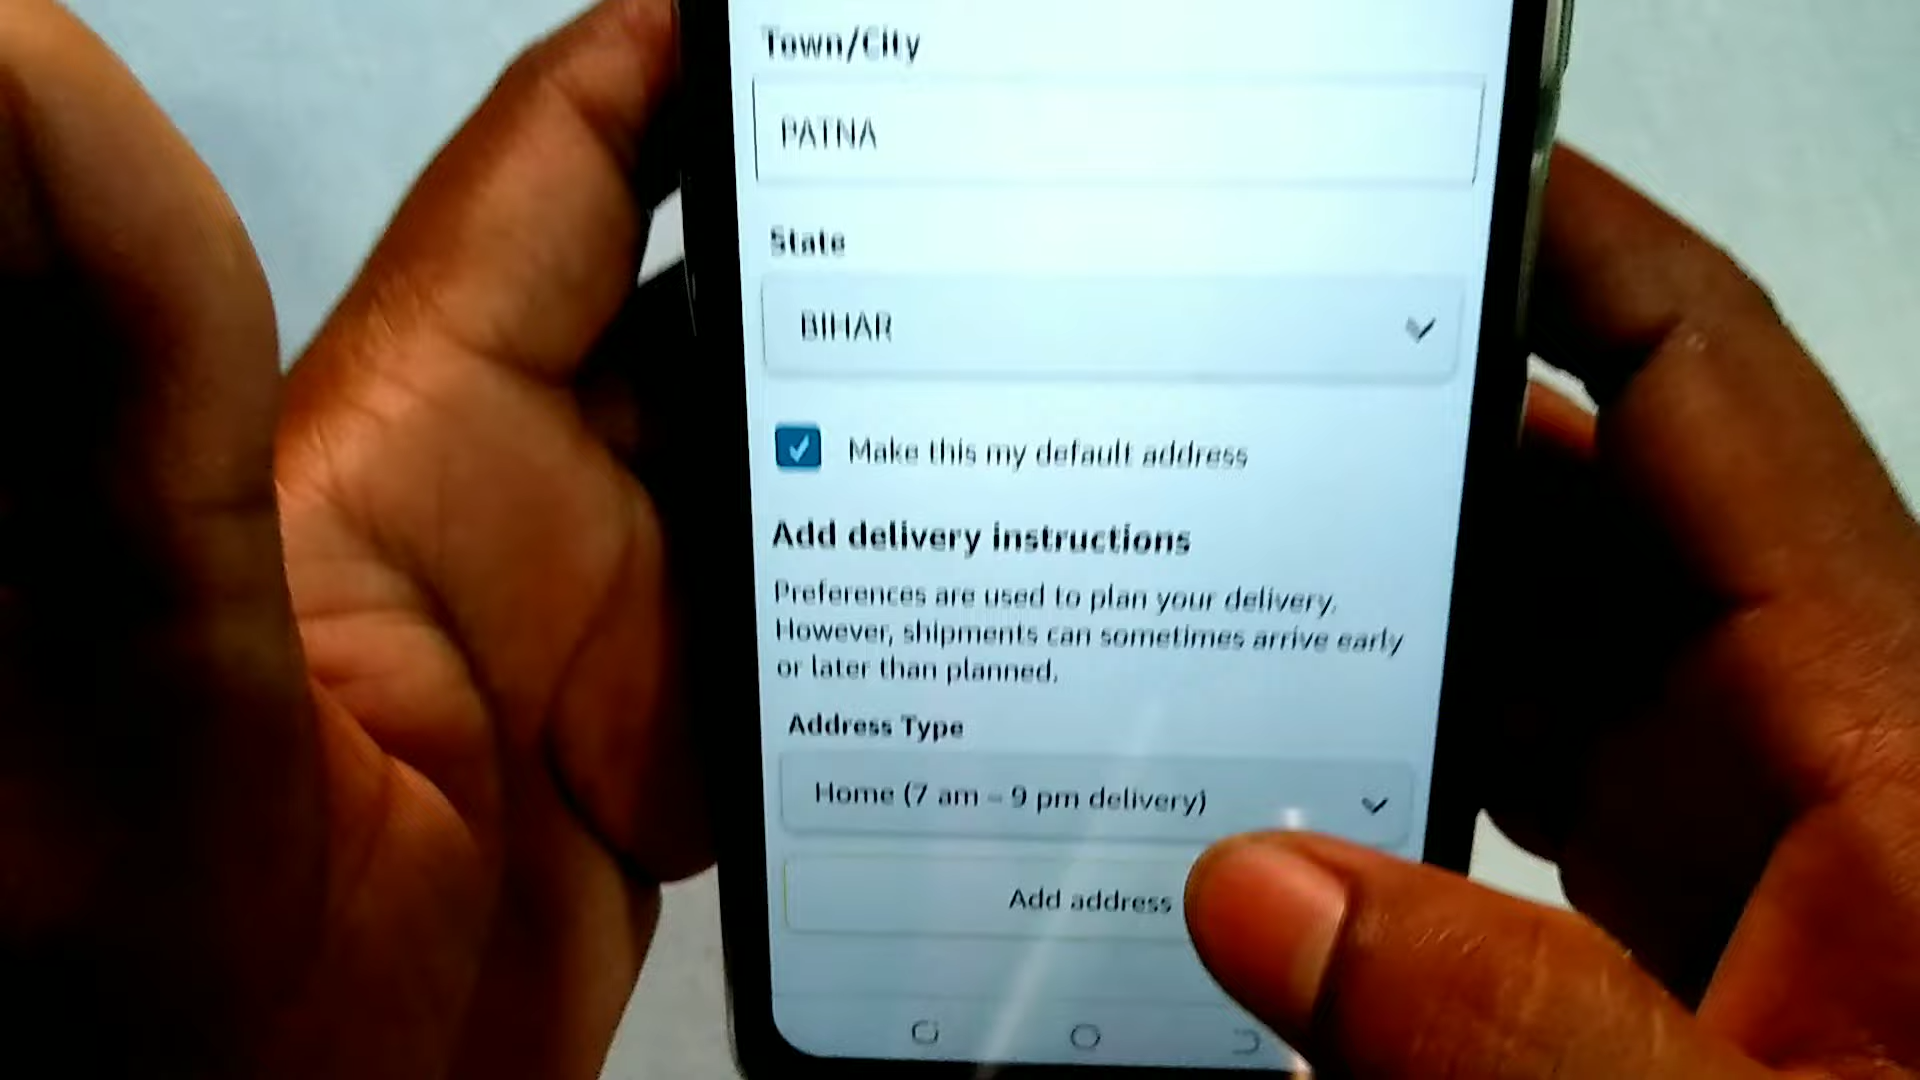 Town/City
PATNA
State
BIHAR
Make this my default address
Add delivery instructions
Preferences are used to plan your delivery.
However, shipments can sometimes arrive early
or later than planned.
Address Type
Home (7 am – 9 pm delivery)
Add address